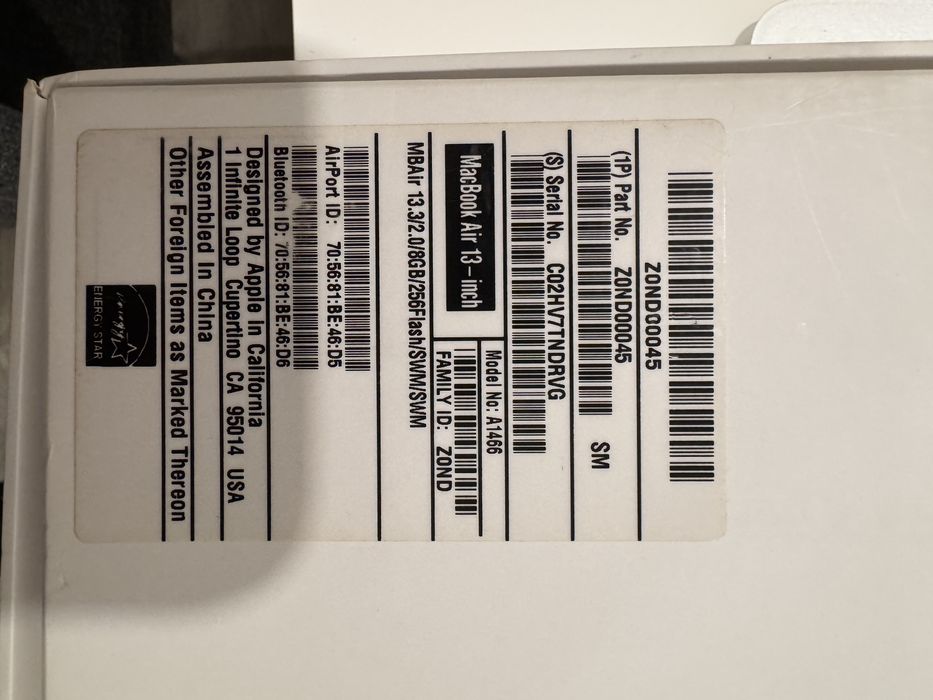 Z0ND00045
(1P) Part No. Z0ND00045 SM
(S) Serial No. C02HV7TNDRVG
MacBook Air 13-inch
Model No: A1466
FAMILY ID: Z0ND
MBAir 13.3/2.0/8GB/256Flash/SWM/SWM
AirPort ID: 70:56:81:BE:46:D5
Bluetooth ID: 70:56:81:BE:46:D6
Designed by Apple in California
1 Infinite Loop Cupertino CA 95014 USA
Assembled in China
Other Foreign Items as Marked Thereon
energy
ENERGY STAR